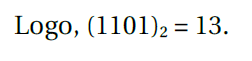 Logo, (1101)₂ = 13.